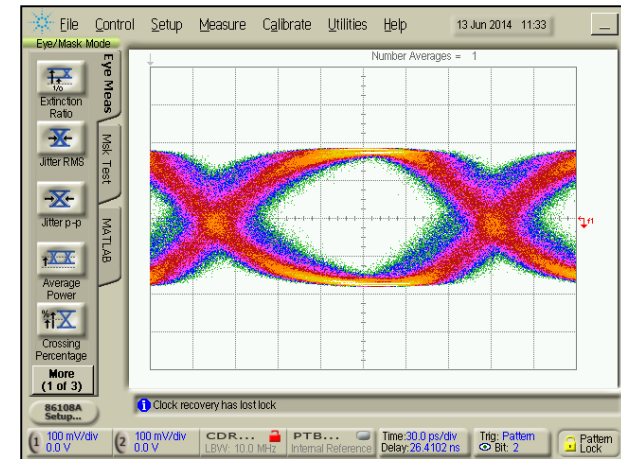 File Control Setup Measure Calibrate Utilities Help 13 Jun 2014 11:33
Eye/Mask Mode
Number Averages = 1
Eye Meas
Msk Test
MATLAB
1/0
Extinction
Ratio
Jitter RMS
Jitter p-p
Average
Power
%
Crossing
Percentage
More
(1 of 3)
86108A
Setup...
f1
Clock recovery has lost lock
1 100 mV/div
0.0 V
2 100 mV/div
0.0 V
CDR...
LBW: 10.0 MHz
PTB...
Internal Reference
Time:30.0 ps/div
Delay:26.4102 ns
Trig: Pattern
Bit: 2
Pattern
Lock